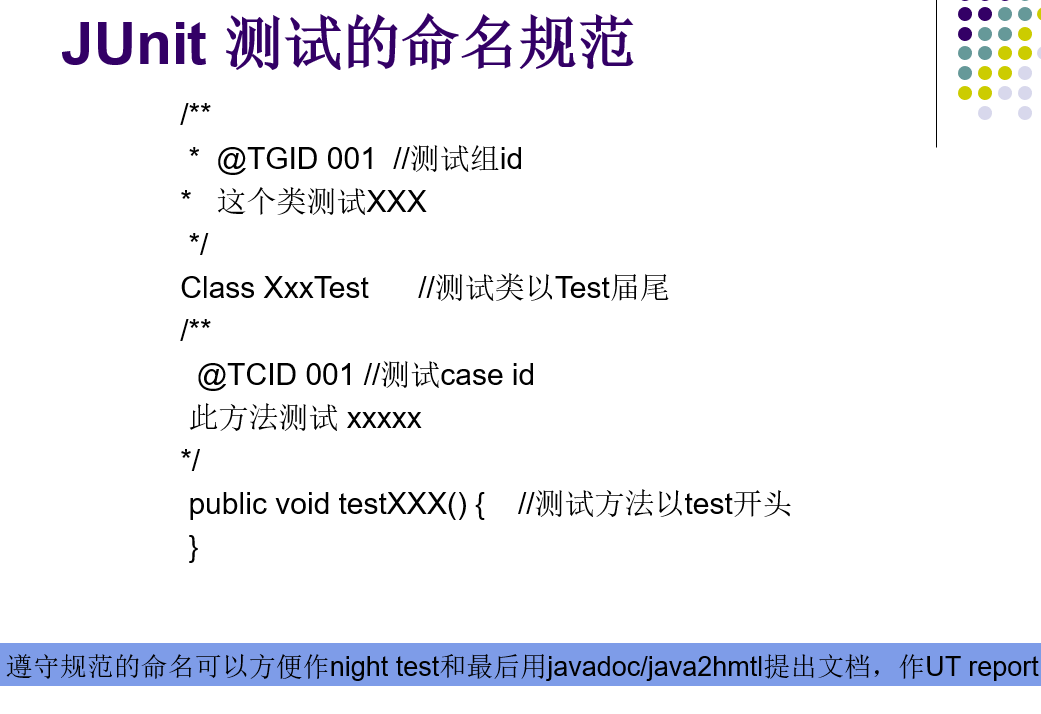 JUnit 测试的命名规范
/**
* @TGID 001 //测试组id
* 这个类测试XXX
*/
Class XxxTest //测试类以Test届尾
/**
@TCID 001 //测试case id
此方法测试 xxxxx
*/
public void testXXX() { //测试方法以test开头
}
遵守规范的命名可以方便作night test和最后用javadoc/java2hmtl提出文档，作UT report